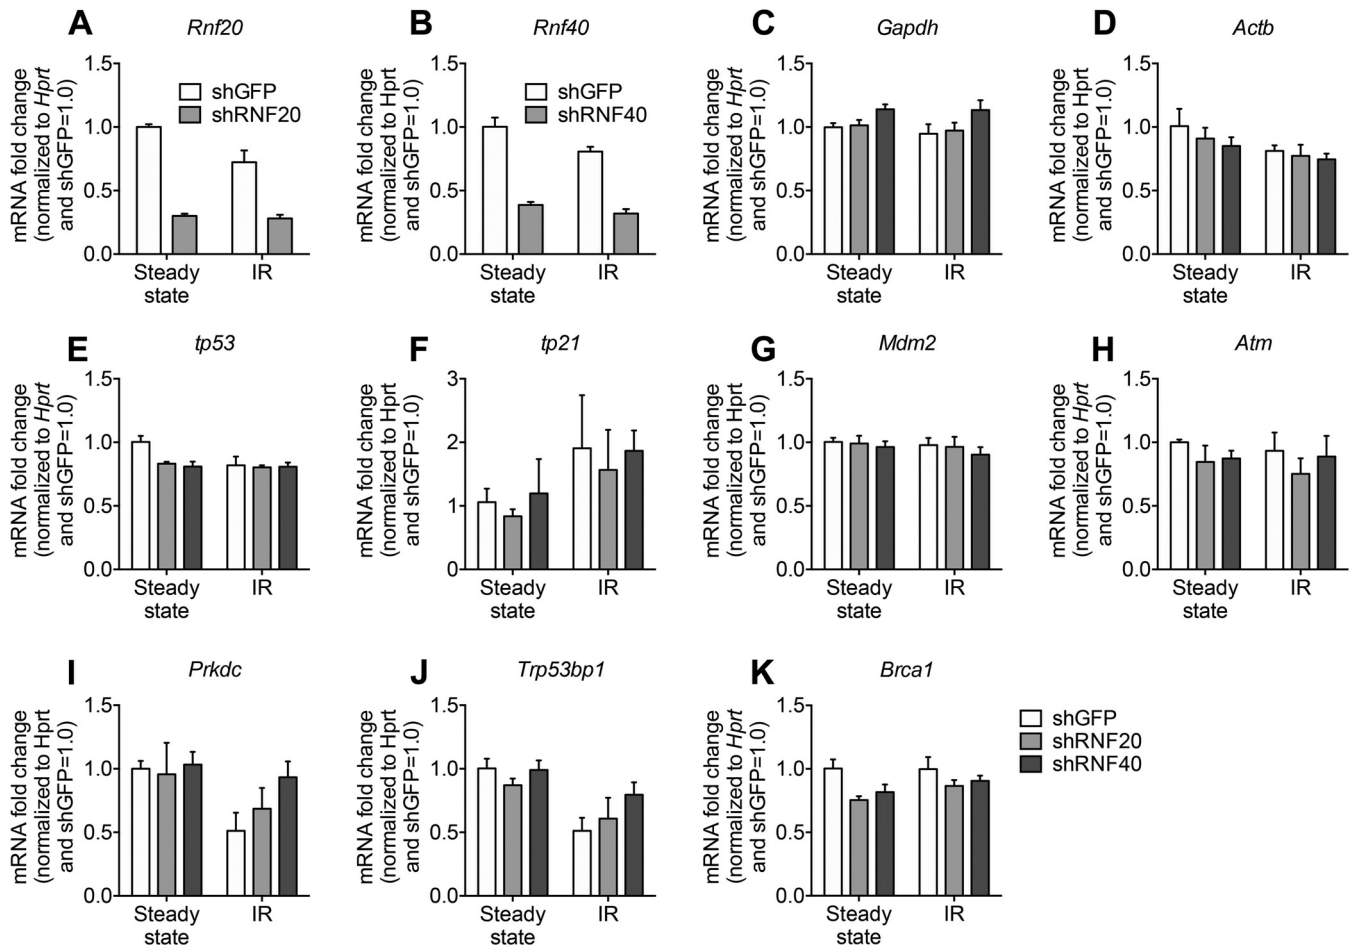 A
Rnf20
mRNA fold change
(normalized to Hprt
and shGFP=1.0)
1.5
1.0
0.5
0.0
shGFP
shRNF20
Steady
state
IR
B
Rnf40
mRNA fold change
(normalized to Hprt
and shGFP=1.0)
1.5
1.0
0.5
0.0
shGFP
shRNF40
Steady
state
IR
C
Gapdh
mRNA fold change
(normalized to Hprt
and shGFP=1.0)
1.5
1.0
0.5
0.0
Steady
state
IR
D
Actb
mRNA fold change
(normalized to Hprt
and shGFP=1.0)
1.5
1.0
0.5
0.0
Steady
state
IR
E
tp53
mRNA fold change
(normalized to Hprt
and shGFP=1.0)
1.5
1.0
0.5
0.0
Steady
state
IR
F
tp21
mRNA fold change
(normalized to Hprt
and shGFP=1.0)
3
2
1
0
Steady
state
IR
G
Mdm2
mRNA fold change
(normalized to Hprt
and shGFP=1.0)
1.5
1.0
0.5
0.0
Steady
state
IR
H
Atm
mRNA fold change
(normalized to Hprt
and shGFP=1.0)
1.5
1.0
0.5
0.0
Steady
state
IR
I
Prkdc
mRNA fold change
(normalized to Hprt
and shGFP=1.0)
1.5
1.0
0.5
0.0
Steady
state
IR
J
Trp53bp1
mRNA fold change
(normalized to Hprt
and shGFP=1.0)
1.5
1.0
0.5
0.0
Steady
state
IR
K
Brca1
mRNA fold change
(normalized to Hprt
and shGFP=1.0)
1.5
1.0
0.5
0.0
Steady
state
IR
shGFP
shRNF20
shRNF40